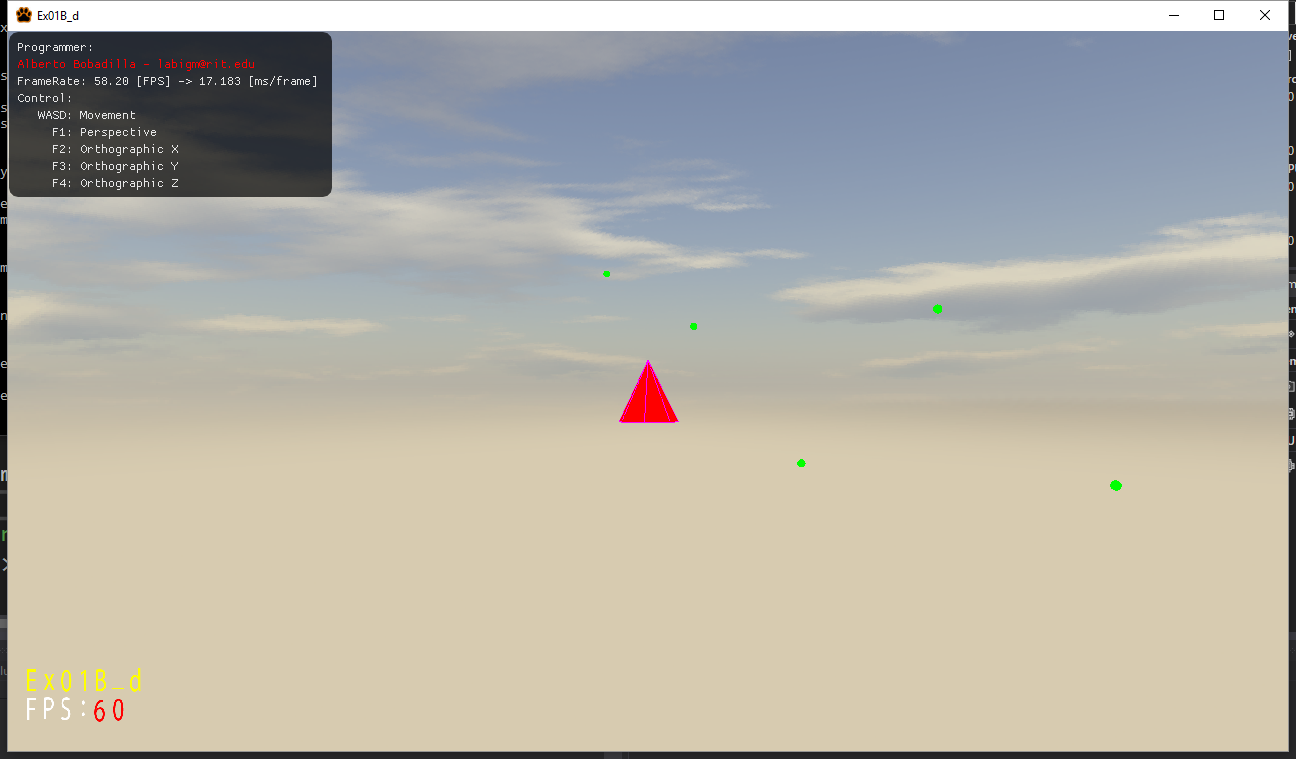 Ex01B_d
Programmer:
Alberto Bobadilla - labigm@rit.edu
FrameRate: 58.20 [FPS] -> 17.183 [ms/frame]
Control:
WASD: Movement
F1: Perspective
F2: Orthographic X
F3: Orthographic Y
F4: Orthographic Z
Ex01B_d
FPS:60